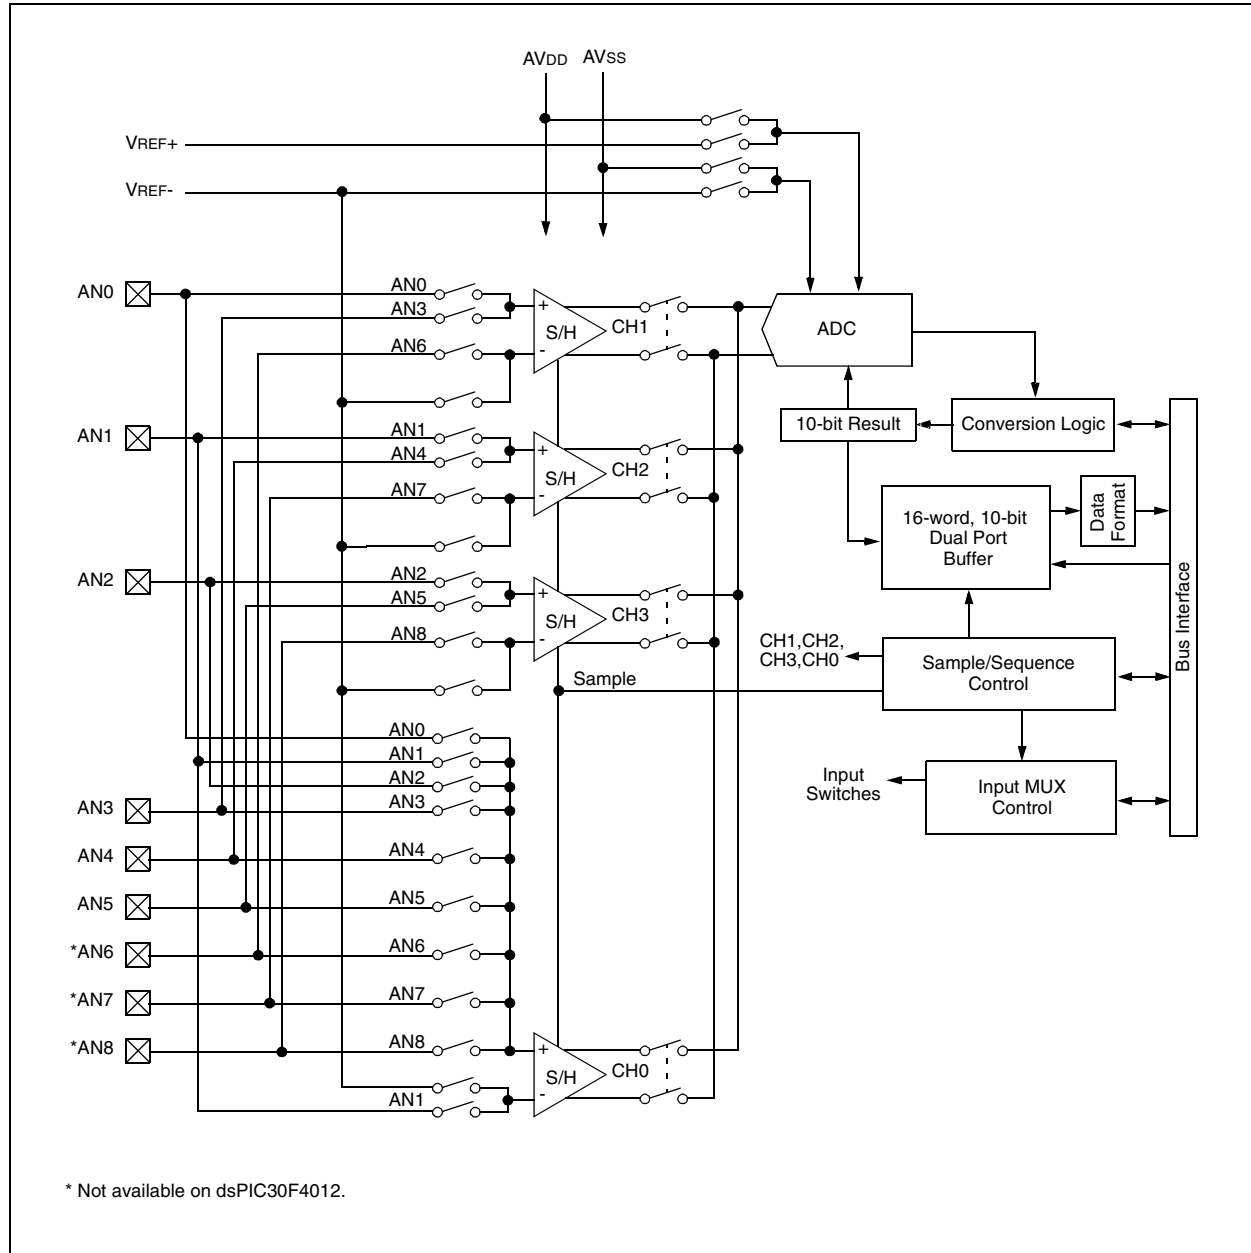 AVDD AVSS
VREF+
VREF-
AN0
AN0
AN3
AN6
+
-
S/H
CH1
ADC
AN1
AN1
AN4
AN7
+
-
S/H
CH2
10-bit Result
Conversion Logic
16-word, 10-bit
Dual Port
Buffer
Data
Format
Bus Interface
AN2
AN2
AN5
AN8
+
-
S/H
CH3
CH1,CH2,
CH3,CH0
Sample/Sequence
Control
Sample
Input
Switches
Input MUX
Control
AN0
AN1
AN2
AN3
AN3
AN4
AN4
AN5
AN5
*AN6
AN6
*AN7
AN7
*AN8
AN8
AN1
+
-
S/H
CH0
* Not available on dsPIC30F4012.